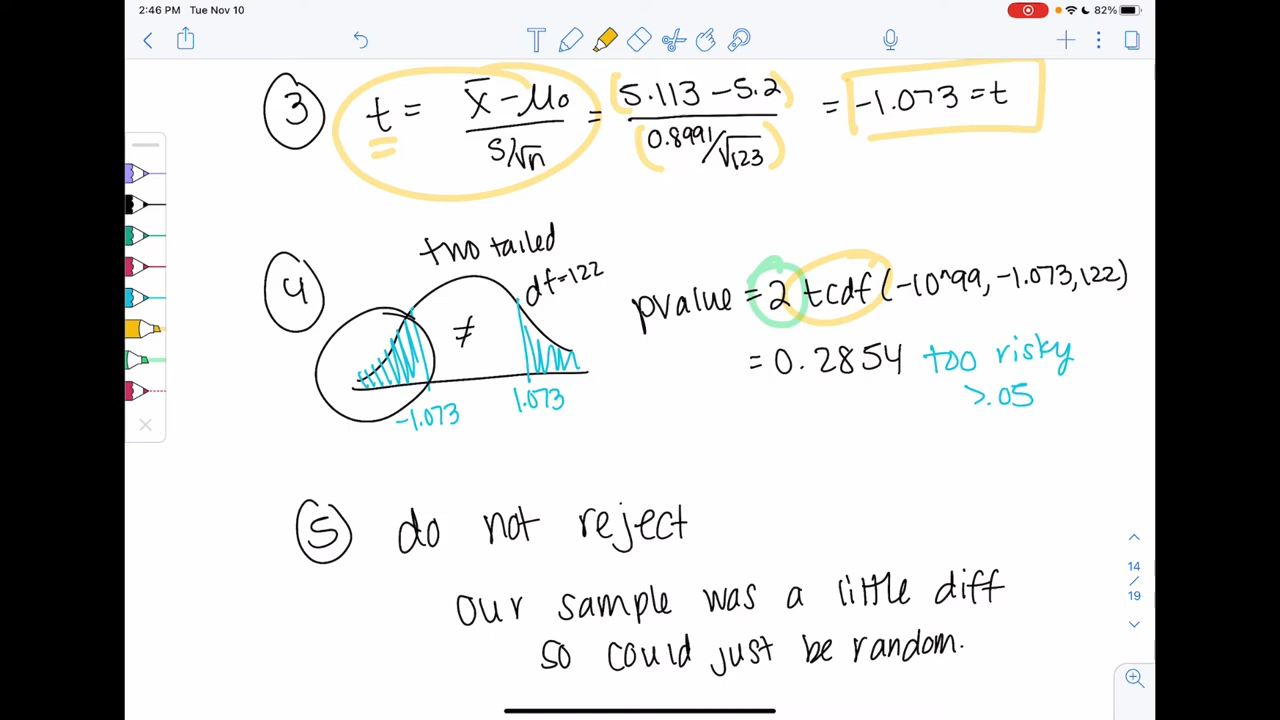 2:46 PM Tue Nov 10
82%
3 t = x̄ - μ₀ / s/√n = (5.113 - 5.2) / (0.8991/√123) = -1.073 = t
two tailed
df=122
4 ≠ pvalue = 2 tcdf(-10^99, -1.073, 122)
-1.073 1.073
= 0.2854 too risky
>.05
5 do not reject
our sample was a little diff
so could just be random.
14
/
19